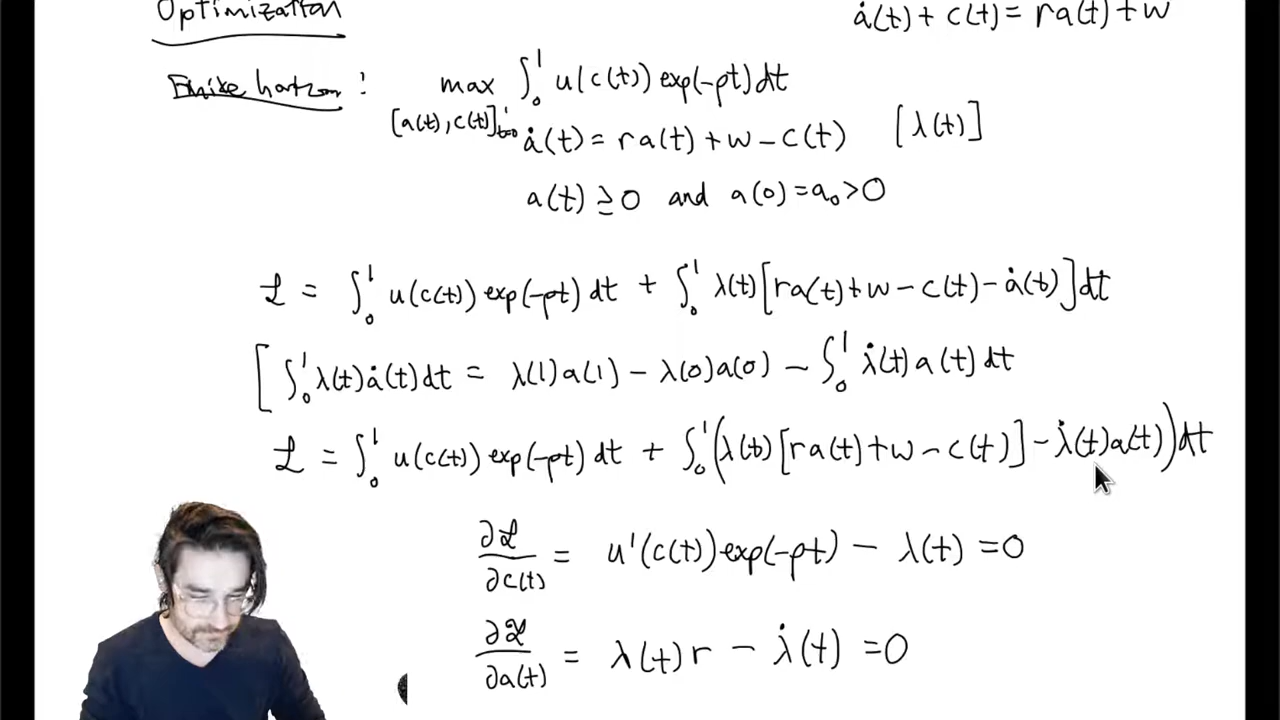 Optimization
ȧ(t) + c(t) = ra(t) + w
Finite horizon :
max ∫₀¹ u(c(t)) exp(-ρt) dt
[a(t), c(t)]¹ₜ₌₀
ȧ(t) = ra(t) + w - c(t) [λ(t)]
a(t) ≥ 0 and a(0) = a₀ > 0
ℒ = ∫₀¹ u(c(t)) exp(-ρt) dt + ∫₀¹ λ(t)[ra(t) + w - c(t) - ȧ(t)] dt
[ ∫₀¹ λ(t)ȧ(t) dt = λ(1)a(1) - λ(0)a(0) - ∫₀¹ λ̇(t)a(t) dt
ℒ = ∫₀¹ u(c(t)) exp(-ρt) dt + ∫₀¹ (λ(t)[ra(t) + w - c(t)] - λ̇(t)a(t)) dt
∂ℒ/∂c(t) = u'(c(t)) exp(-ρt) - λ(t) = 0
∂ℒ/∂a(t) = λ(t) r - λ̇(t) = 0